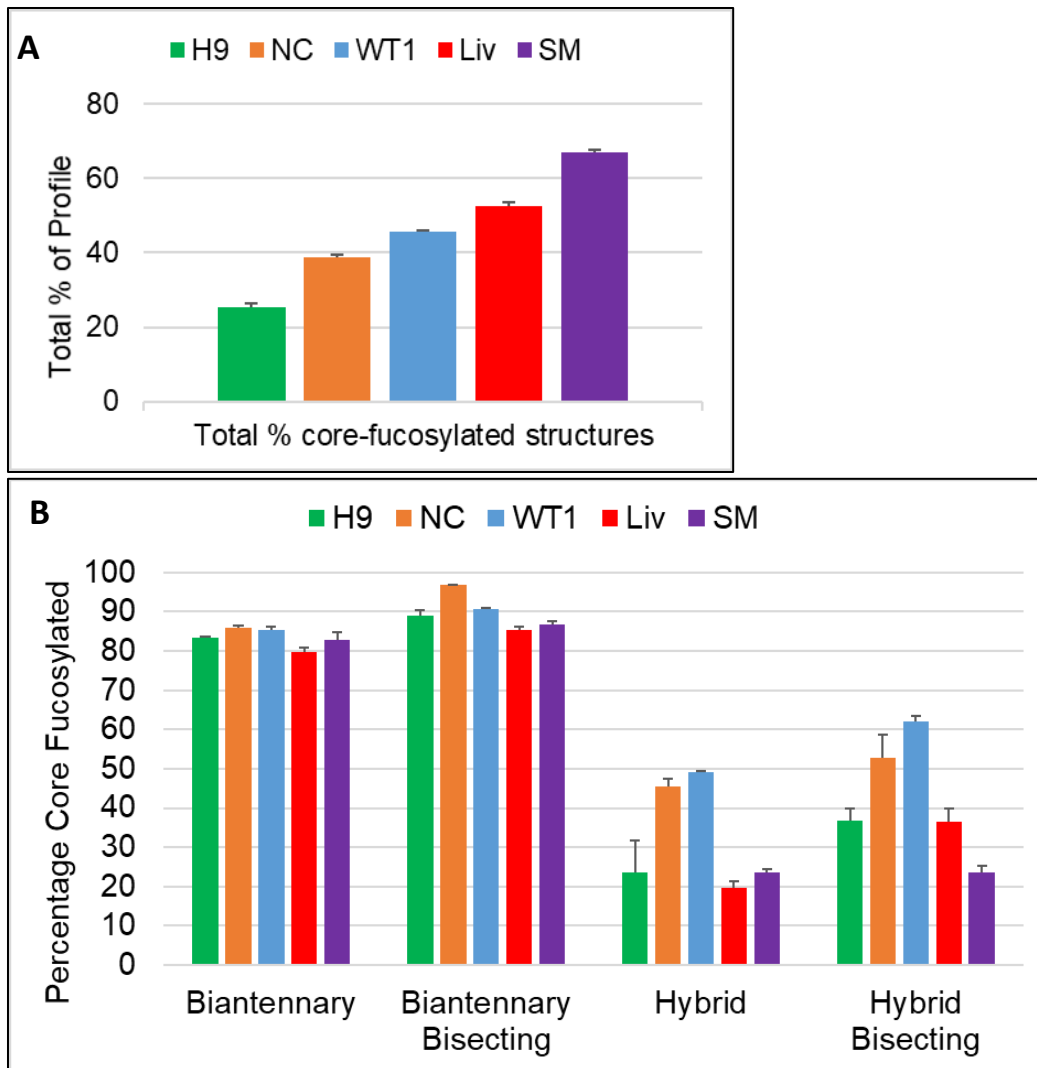 A
H9 NC WT1 Liv SM
Total % of Profile
80
60
40
20
0
Total % core-fucosylated structures
B
H9 NC WT1 Liv SM
Percentage Core Fucosylated
100
90
80
70
60
50
40
30
20
10
0
Biantennary Biantennary Hybrid Hybrid
Bisecting Bisecting